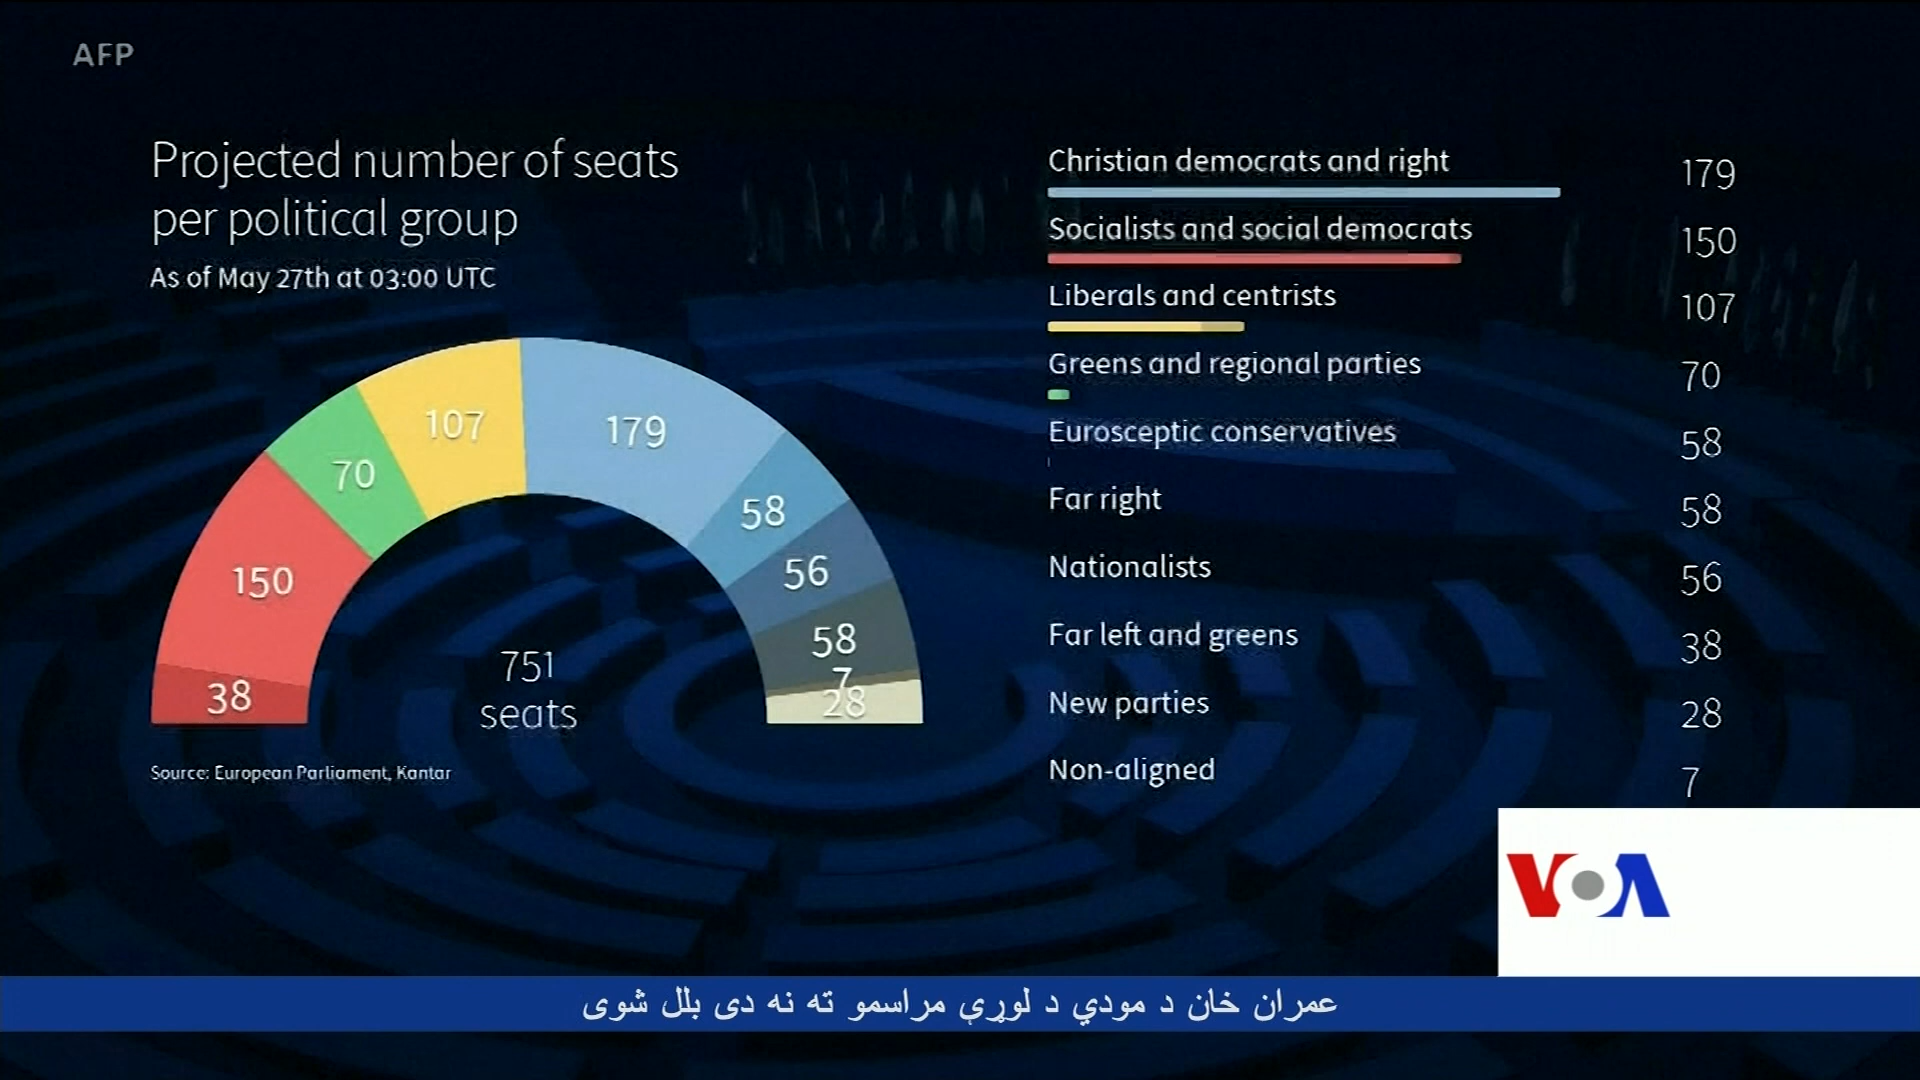 AFP
Projected number of seats
per political group
As of May 27th at 03:00 UTC
38
150
70
107
179
58
56
58
7
28
751
seats
Source: European Parliament, Kantar
Christian democrats and right 179
Socialists and social democrats 150
Liberals and centrists 107
Greens and regional parties 70
Eurosceptic conservatives 58
Far right 58
Nationalists 56
Far left and greens 38
New parties 28
Non-aligned 7
VOA
عمران خان د مودي د لوړې مراسمو ته نه دی بلل شوی